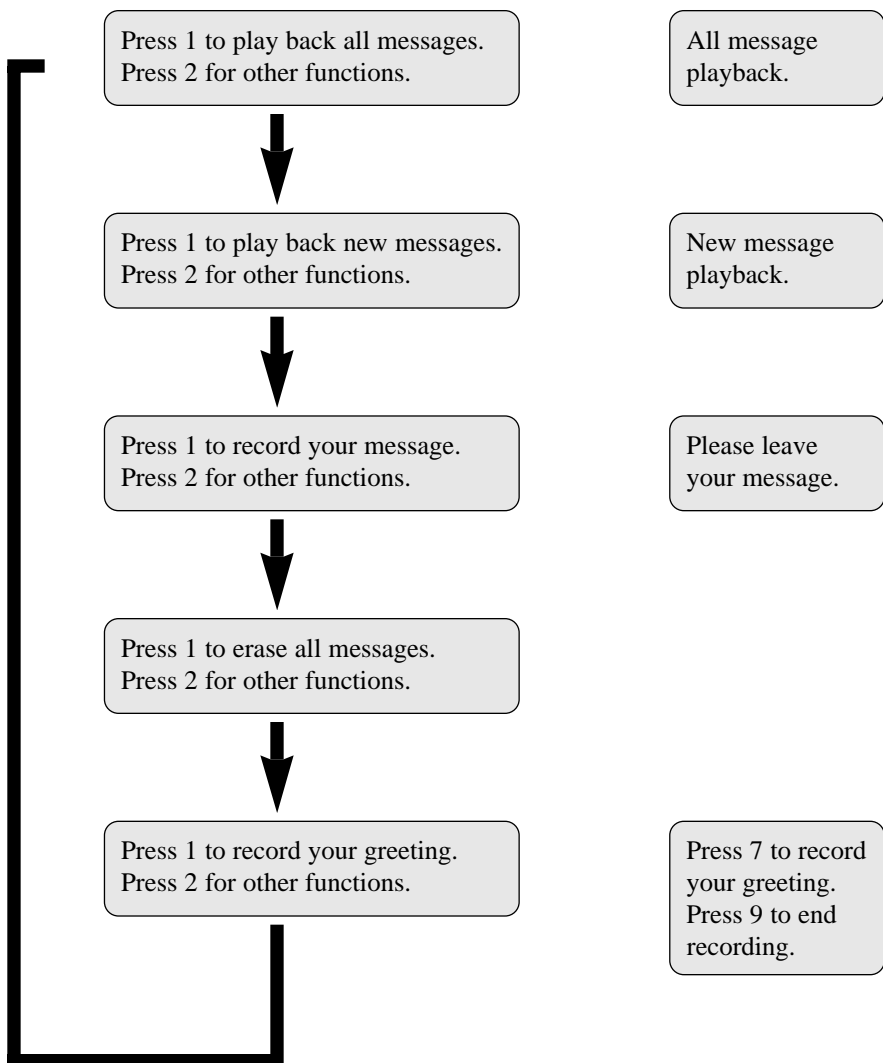 Press 1 to play back all messages.
Press 2 for other functions.
All message
playback.
Press 1 to play back new messages.
Press 2 for other functions.
New message
playback.
Press 1 to record your message.
Press 2 for other functions.
Please leave
your message.
Press 1 to erase all messages.
Press 2 for other functions.
Press 1 to record your greeting.
Press 2 for other functions.
Press 7 to record
your greeting.
Press 9 to end
recording.